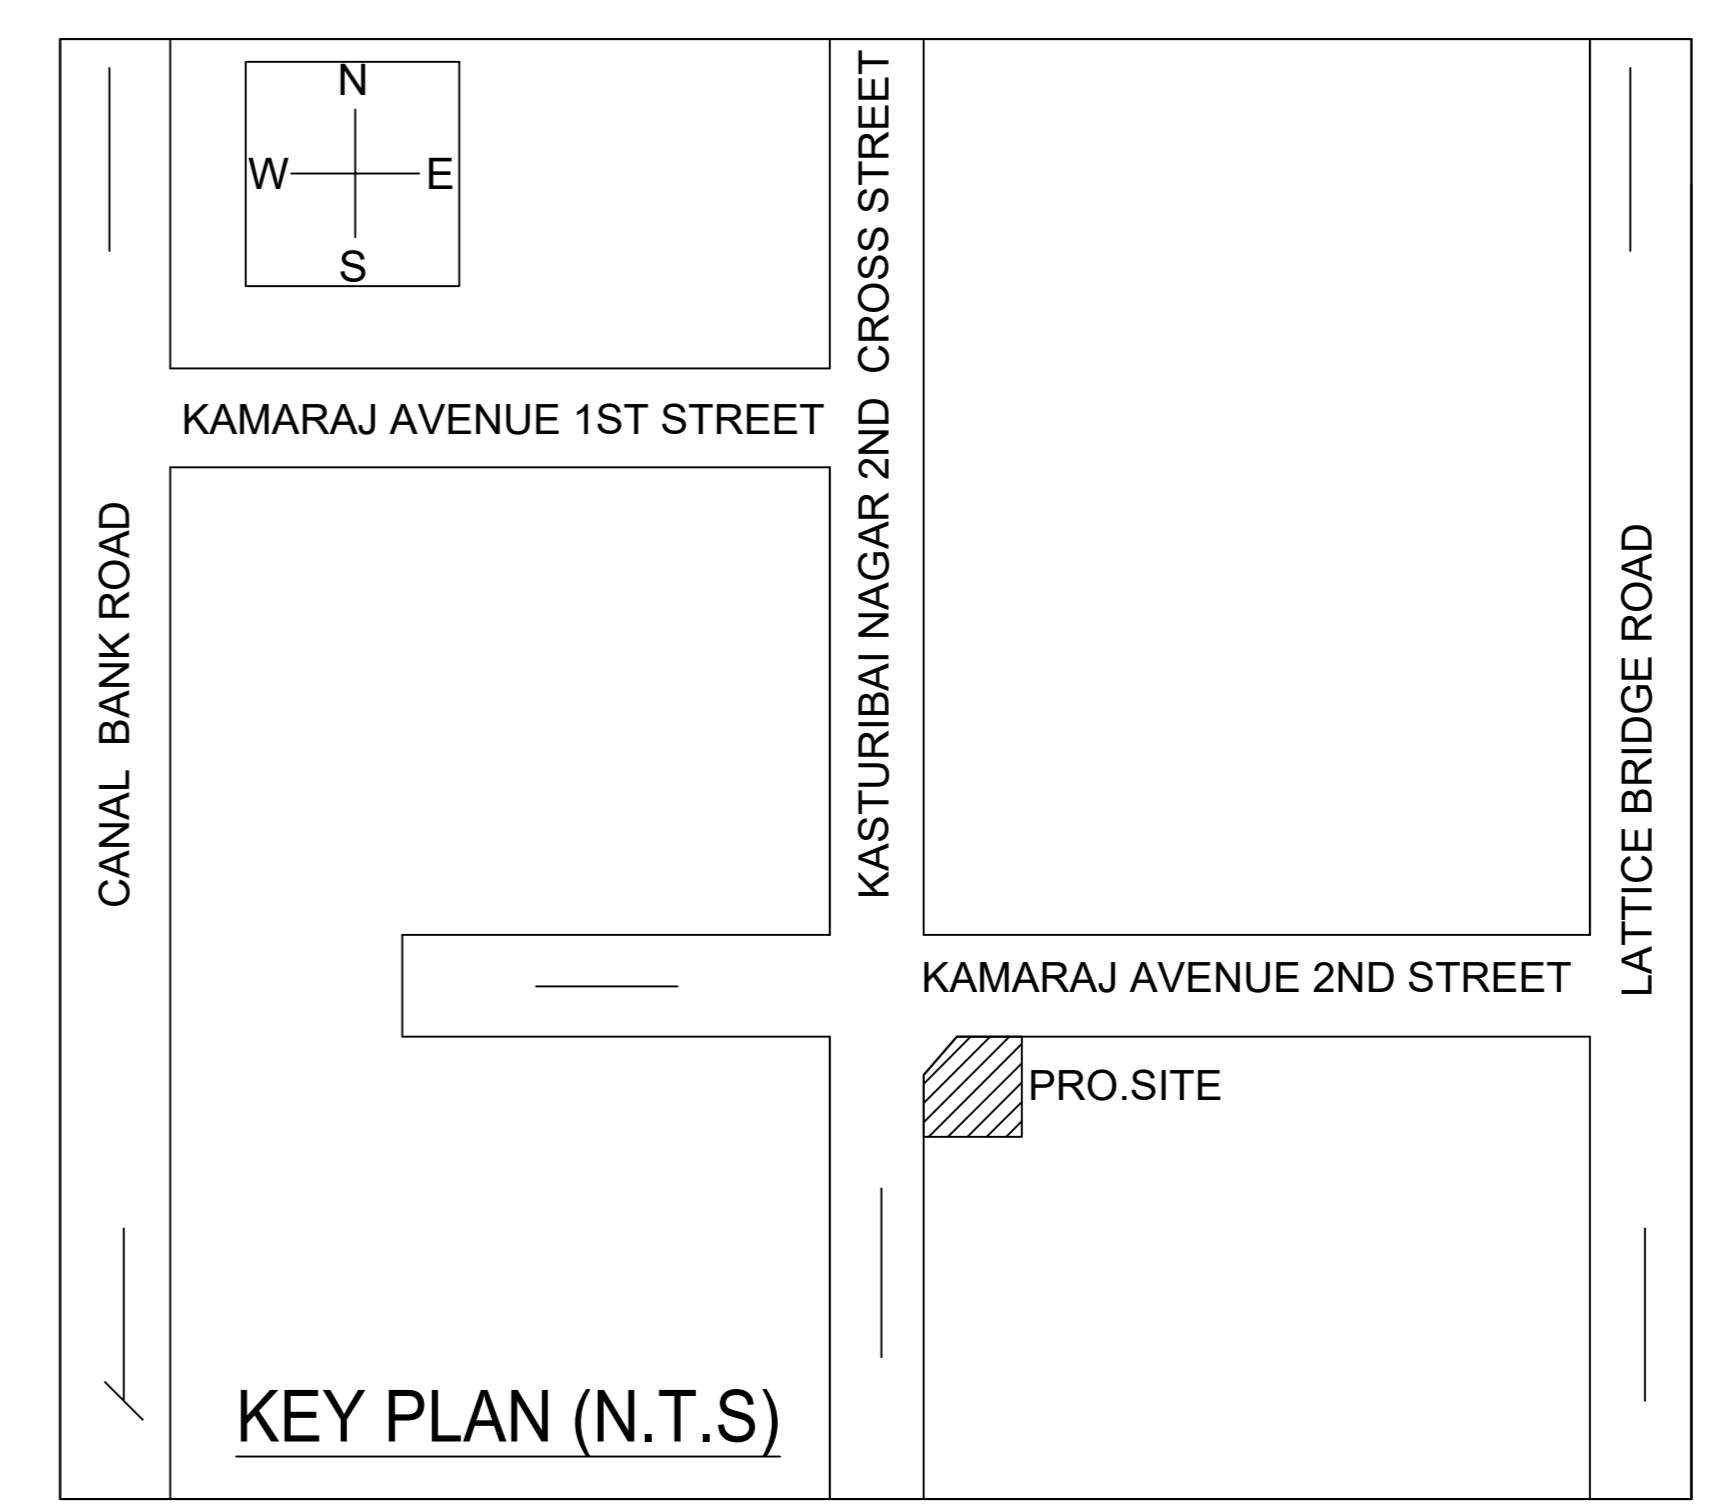 N
W E
S
KASTURIBAI NAGAR 2ND CROSS STREET
KAMARAJ AVENUE 1ST STREET
CANAL BANK ROAD
LATTICE BRIDGE ROAD
KAMARAJ AVENUE 2ND STREET
PRO.SITE
KEY PLAN (N.T.S)